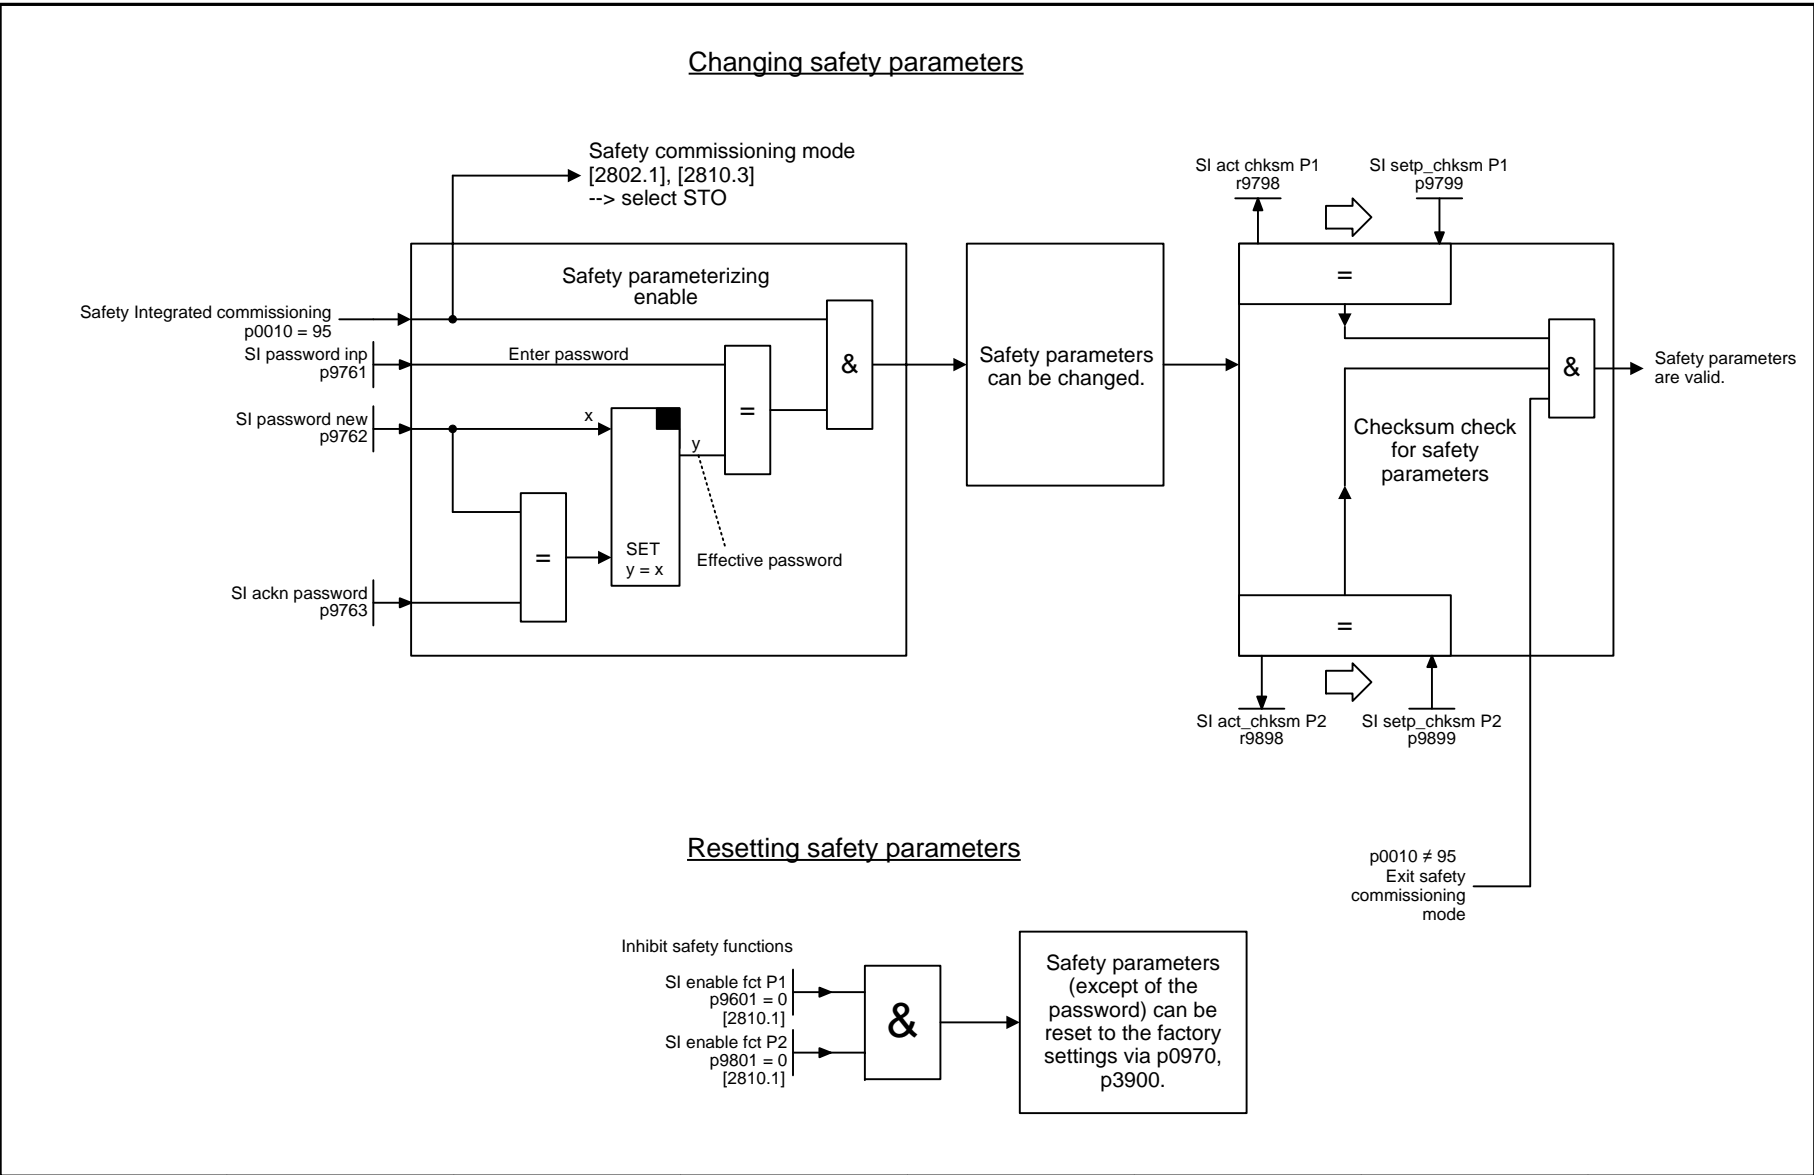 Changing safety parameters
Safety commissioning mode
[2802.1], [2810.3]
--> select STO
Safety parameterizing
enable
Safety Integrated commissioning
p0010 = 95
SI password inp
p9761
Enter password
SI password new
p9762
x
y
=
&
=
SET
y = x
Effective password
SI ackn password
p9763
Safety parameters
can be changed.
SI act chksm P1
r9798
SI setp_chksm P1
p9799
=
&
Safety parameters
are valid.
Checksum check
for safety
parameters
=
SI act_chksm P2
r9898
SI setp_chksm P2
p9899
p0010 ≠ 95
Exit safety
commissioning
mode
Resetting safety parameters
Inhibit safety functions
SI enable fct P1
p9601 = 0
[2810.1]
SI enable fct P2
p9801 = 0
[2810.1]
&
Safety parameters
(except of the
password) can be
reset to the factory
settings via p0970,
p3900.